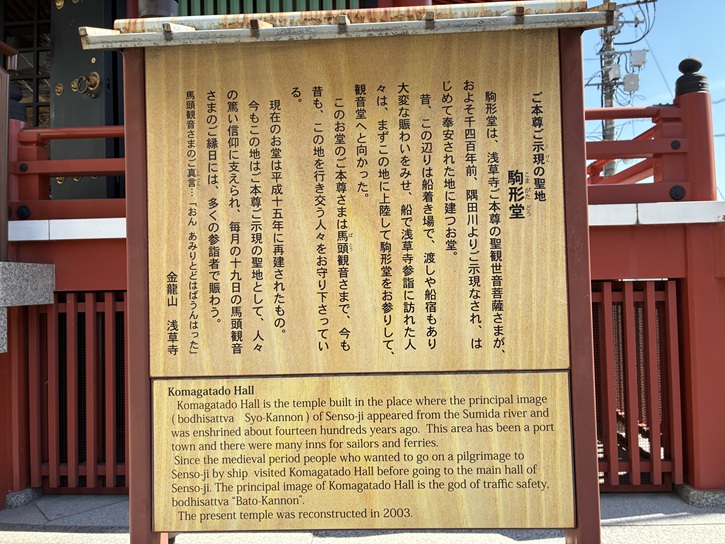 ご本尊ご示現の聖地
駒形堂
駒形堂は、浅草寺ご本尊の聖観世音菩薩さまが、
およそ千四百年前、隅田川よりご示現なされ、は
じめて奉安された地に建つお堂。
昔、この辺りは船着き場で、渡しや船宿もあり
大変な賑わいをみせ、船で浅草寺参詣に訪れた人
々は、まずこの地に上陸して駒形堂をお参りして、
観音堂へと向かった。
このお堂のご本尊さまは馬頭観音さまで、今も
昔も、この地を行き交う人々をお守り下さってい
る。
現在のお堂は平成十五年に再建されたもの。
今もこの地はご本尊ご示現の聖地として、人々
の篤い信仰に支えられ、毎月の十九日の馬頭観音
さまのご縁日には、多くの参詣者で賑わう。
馬頭観音さまのご真言…「おん あみりとどはばうんはった」
金龍山 浅草寺
Komagatado Hall
Komagatado Hall is the temple built in the place where the principal image
( bodhisattva Syo-Kannon ) of Senso-ji appeared from the Sumida river and
was enshrined about fourteen hundreds years ago. This area has been a port
town and there were many inns for sailors and ferries.
Since the medieval period people who wanted to go on a pilgrimage to
Senso-ji by ship visited Komagatado Hall before going to the main hall of
Senso-ji. The principal image of Komagatado Hall is the god of traffic safety,
bodhisattva "Bato-Kannon".
The present temple was reconstructed in 2003.